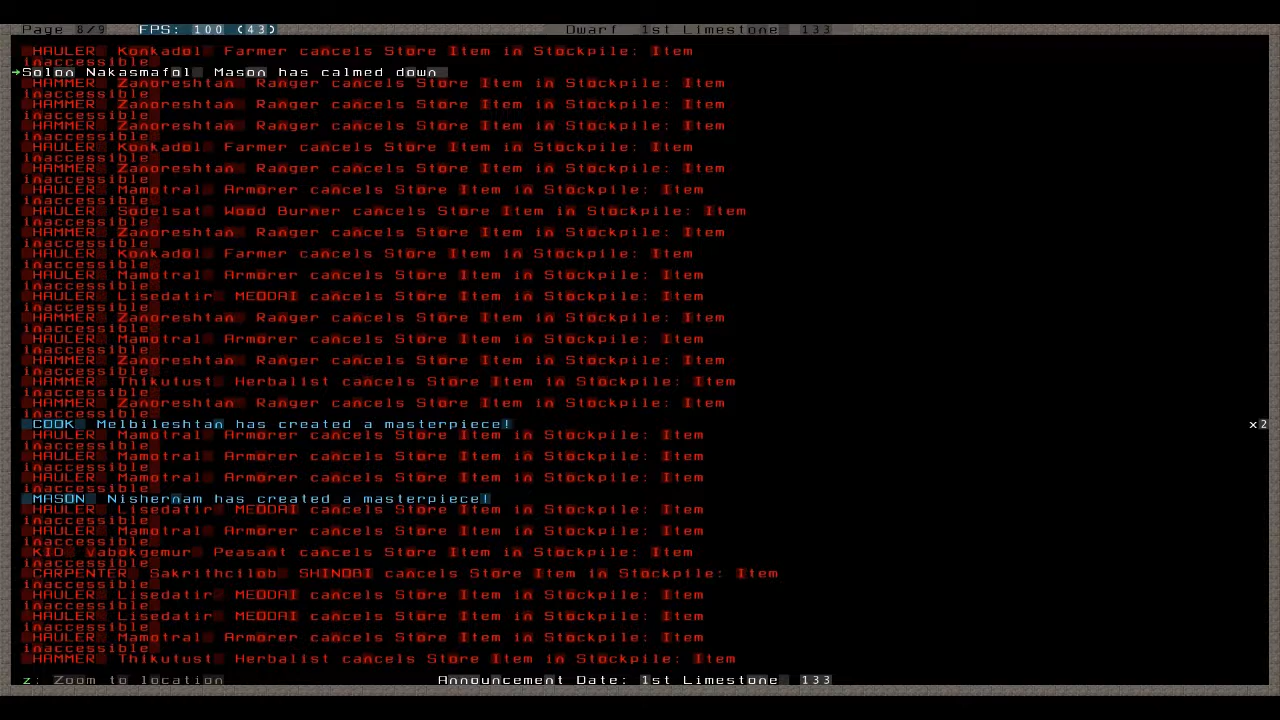 Page 8/9 FPS: 100 (43) Dwarf 1st Limestone 133
HAULER Konkadol Farmer cancels Store Item in Stockpile: Item
inaccessible
Solon Nakasmafol Mason has calmed down
HAMMER Zanoreshtan Ranger cancels Store Item in Stockpile: Item
inaccessible
HAMMER Zanoreshtan Ranger cancels Store Item in Stockpile: Item
inaccessible
HAMMER Zanoreshtan Ranger cancels Store Item in Stockpile: Item
inaccessible
HAULER Konkadol Farmer cancels Store Item in Stockpile: Item
inaccessible
HAMMER Zanoreshtan Ranger cancels Store Item in Stockpile: Item
inaccessible
HAULER Mamotral Armorer cancels Store Item in Stockpile: Item
inaccessible
HAULER Sodelsat Wood Burner cancels Store Item in Stockpile: Item
inaccessible
HAMMER Zanoreshtan Ranger cancels Store Item in Stockpile: Item
inaccessible
HAULER Konkadol Farmer cancels Store Item in Stockpile: Item
inaccessible
HAULER Mamotral Armorer cancels Store Item in Stockpile: Item
inaccessible
HAULER Lisedatir MEODAI cancels Store Item in Stockpile: Item
inaccessible
HAMMER Zanoreshtan Ranger cancels Store Item in Stockpile: Item
inaccessible
HAULER Mamotral Armorer cancels Store Item in Stockpile: Item
inaccessible
HAMMER Zanoreshtan Ranger cancels Store Item in Stockpile: Item
inaccessible
HAMMER Thikutust Herbalist cancels Store Item in Stockpile: Item
inaccessible
HAMMER Zanoreshtan Ranger cancels Store Item in Stockpile: Item
inaccessible
COOK Melbileshtan has created a masterpiece! x2
HAULER Mamotral Armorer cancels Store Item in Stockpile: Item
inaccessible
HAULER Mamotral Armorer cancels Store Item in Stockpile: Item
inaccessible
HAULER Mamotral Armorer cancels Store Item in Stockpile: Item
inaccessible
MASON Nishernam has created a masterpiece!
HAULER Lisedatir MEODAI cancels Store Item in Stockpile: Item
inaccessible
HAULER Mamotral Armorer cancels Store Item in Stockpile: Item
inaccessible
KID Vabokgemur Peasant cancels Store Item in Stockpile: Item
inaccessible
CARPENTER Sakrithcilob SHINOBI cancels Store Item in Stockpile: Item
inaccessible
HAULER Lisedatir MEODAI cancels Store Item in Stockpile: Item
inaccessible
HAULER Lisedatir MEODAI cancels Store Item in Stockpile: Item
inaccessible
HAULER Mamotral Armorer cancels Store Item in Stockpile: Item
inaccessible
HAMMER Thikutust Herbalist cancels Store Item in Stockpile: Item
z: Zoom to location Announcement Date: 1st Limestone 133